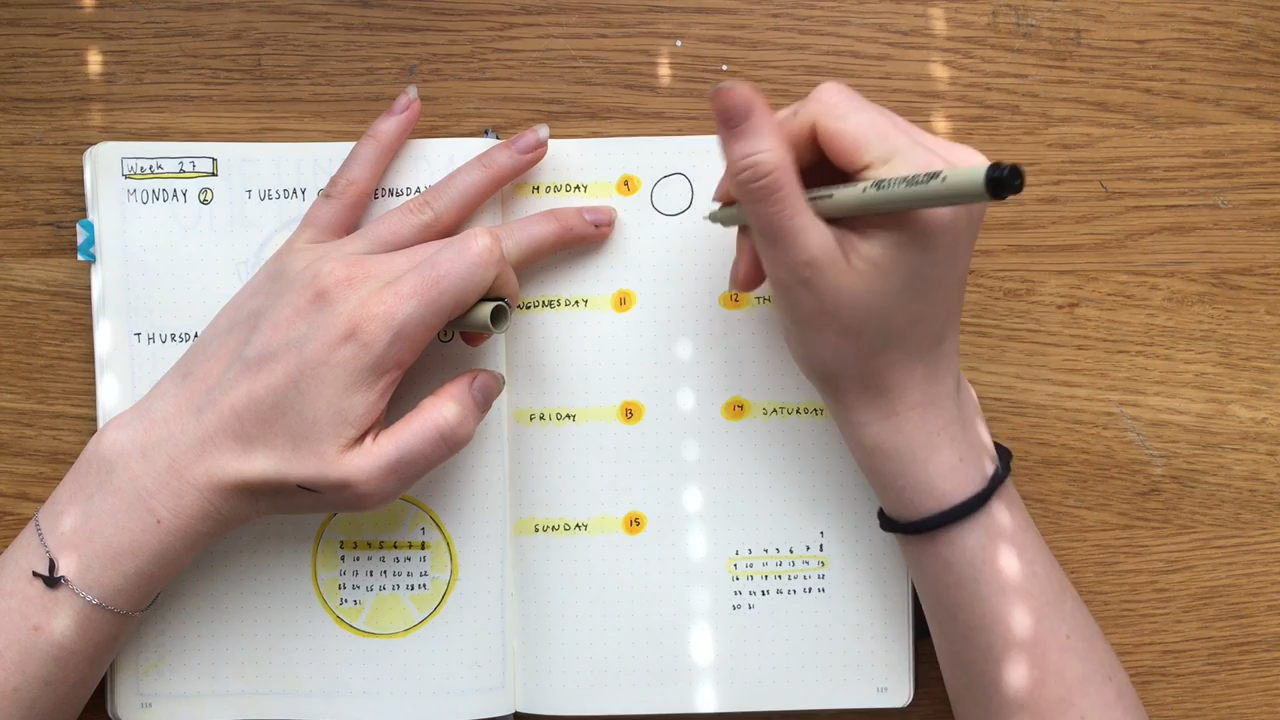 Week 27
MONDAY 2 TUESDAY
THURSDA
1
2 3 4 5 6 7 8
9 10 11 12 13 14 15
16 17 18 19 20 21 22
23 24 25 26 27 28 29
30 31
118
MONDAY 9
WEDNESDAY 11
12 TH
FRIDAY 13
14 SATURDAY
SUNDAY 15
1
2 3 4 5 6 7 8
9 10 11 12 13 14 15
16 17 18 19 20 21 22
23 24 25 26 27 28 29
30 31
119